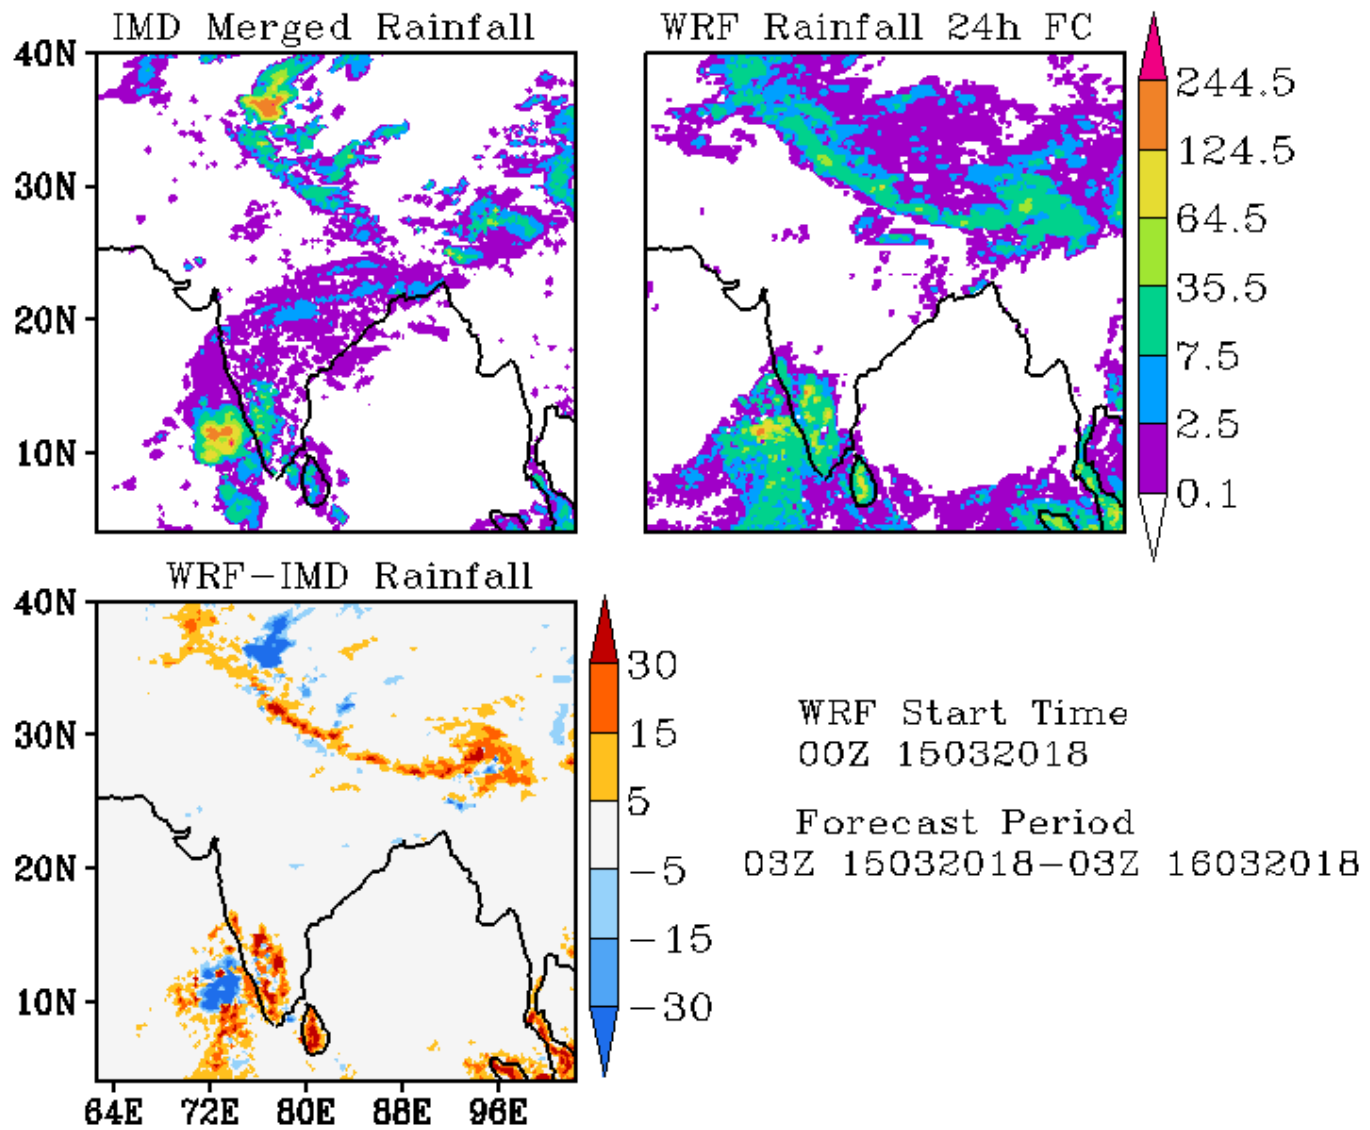 IMD Merged Rainfall
WRF Rainfall 24h FC
40N
30N
20N
10N
244.5
124.5
64.5
35.5
7.5
2.5
0.1
WRF-IMD Rainfall
40N
30N
20N
10N
64E 72E 80E 88E 96E
30
15
5
-5
-15
-30
WRF Start Time
00Z 15032018
Forecast Period
03Z 15032018-03Z 16032018